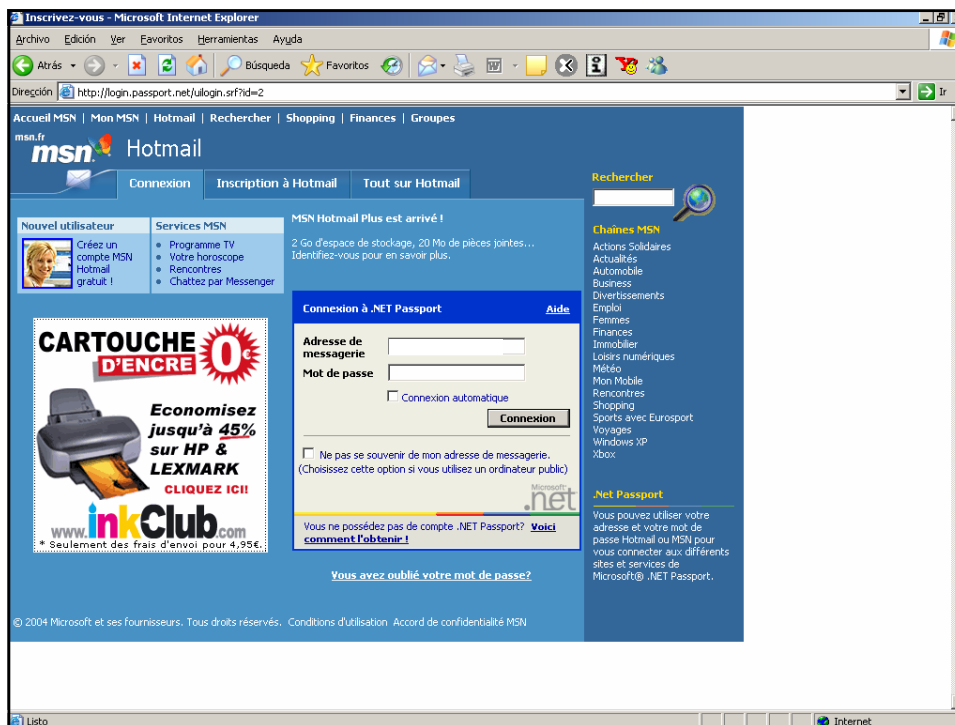 Inscrivez-vous - Microsoft Internet Explorer
Archivo Edición Ver Favoritos Herramientas Ayuda
Atrás Búsqueda Favoritos
Dirección http://login.passport.net/uilogin.srf?id=2 Ir
Accueil MSN | Mon MSN | Hotmail | Rechercher | Shopping | Finances | Groupes
msn.fr
msn Hotmail
Connexion Inscription à Hotmail Tout sur Hotmail
Nouvel utilisateur
Créez un
compte MSN
Hotmail
gratuit !
Services MSN
Programme TV
Votre horoscope
Rencontres
Chattez par Messenger
MSN Hotmail Plus est arrivé !
2 Go d'espace de stockage, 20 Mo de pièces jointes...
Identifiez-vous pour en savoir plus.
CARTOUCHE
D'ENCRE
0€
Economisez
jusqu'à 45%
sur HP &
LEXMARK
CLIQUEZ ICI!
www.inkClub.com
* Seulement des frais d'envoi pour 4,95€.
Connexion à .NET Passport Aide
Adresse de
messagerie
Mot de passe
Connexion automatique
Connexion
Ne pas se souvenir de mon adresse de messagerie.
(Choisissez cette option si vous utilisez un ordinateur public)
Microsoft
.net
Vous ne possédez pas de compte .NET Passport? Voici
comment l'obtenir !
Vous avez oublié votre mot de passe?
Rechercher
Chaînes MSN
Actions Solidaires
Actualités
Automobile
Business
Divertissements
Emploi
Femmes
Finances
Immobilier
Loisirs numériques
Météo
Mon Mobile
Rencontres
Shopping
Sports avec Eurosport
Voyages
Windows XP
Xbox
.Net Passport
Vous pouvez utiliser votre
adresse et votre mot de
passe Hotmail ou MSN pour
vous connecter aux différents
sites et services de
Microsoft® .NET Passport.
© 2004 Microsoft et ses fournisseurs. Tous droits réservés. Conditions d'utilisation Accord de confidentialité MSN
Listo Internet